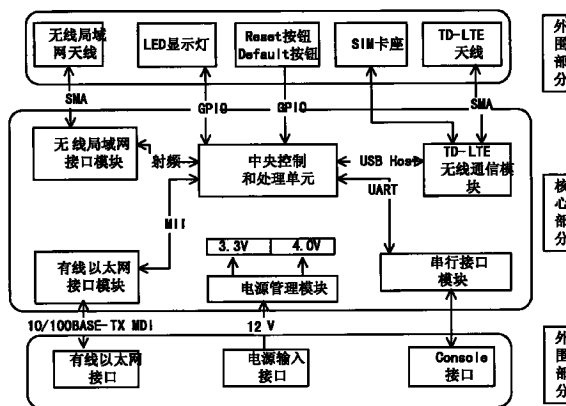 无线局域
网天线
LED显示灯
Reset按钮
Default按钮
SIM卡座
TD-LTE
天线
外
围
部
分
SMA
GPIO
GPIO
SMA
无线局域网
接口模块
射频
中央控制
和处理单元
USB Host
TD-LTE
无线通信模
块
UART
MII
核
心
部
分
3.3V
4.0V
有线以太网
接口模块
电源管理模块
串行接口
模块
10/100BASE-TX MDI
12 V
有线以太网
接口
电源输入
接口
Console
接口
外
围
部
分